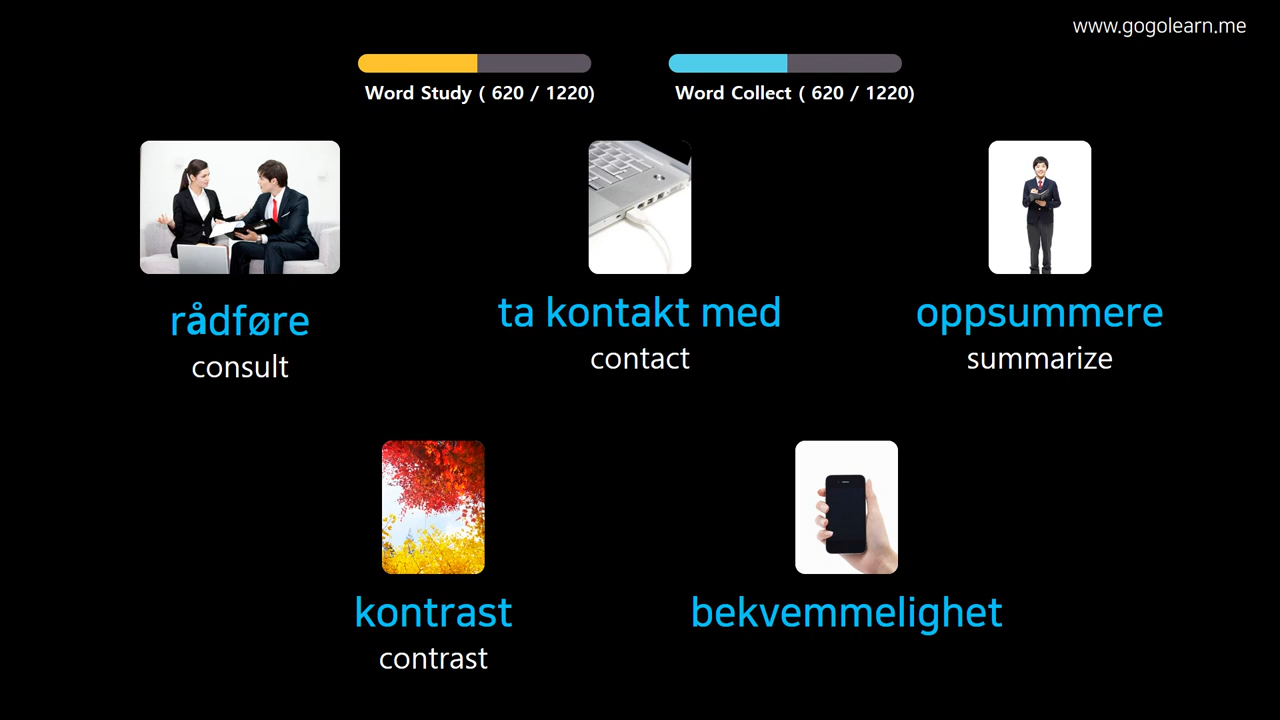 www.gogolearn.me
Word Study ( 620 / 1220)
Word Collect ( 620 / 1220)
rådføre
consult
ta kontakt med
contact
oppsummere
summarize
kontrast
contrast
bekvemmelighet